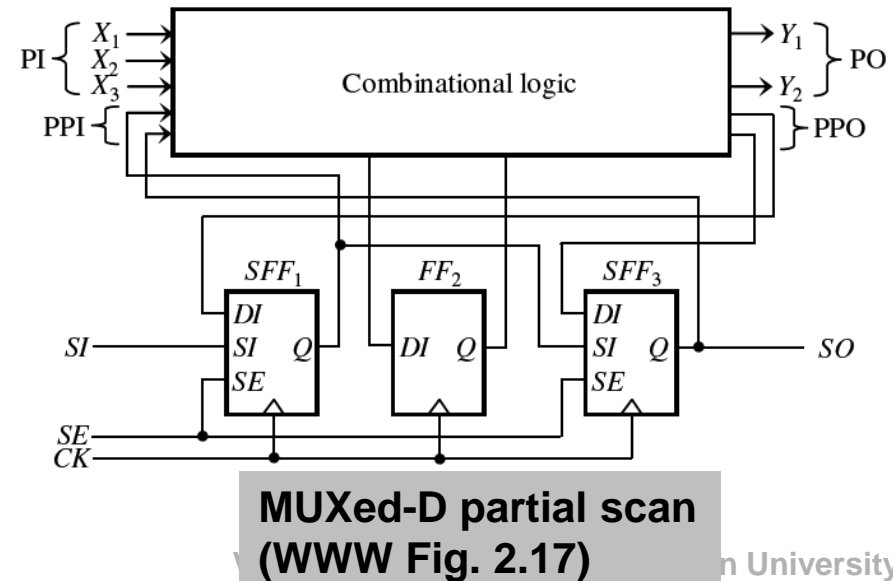 PI X1 Y1 PO
X2
X3 Combinational logic Y2
PPI PPO
SFF1 FF2 SFF3
DI DI
SI SI Q DI Q SI Q SO
SE SE
SE
CK
MUXed-D partial scan
(WWW Fig. 2.17)
n University